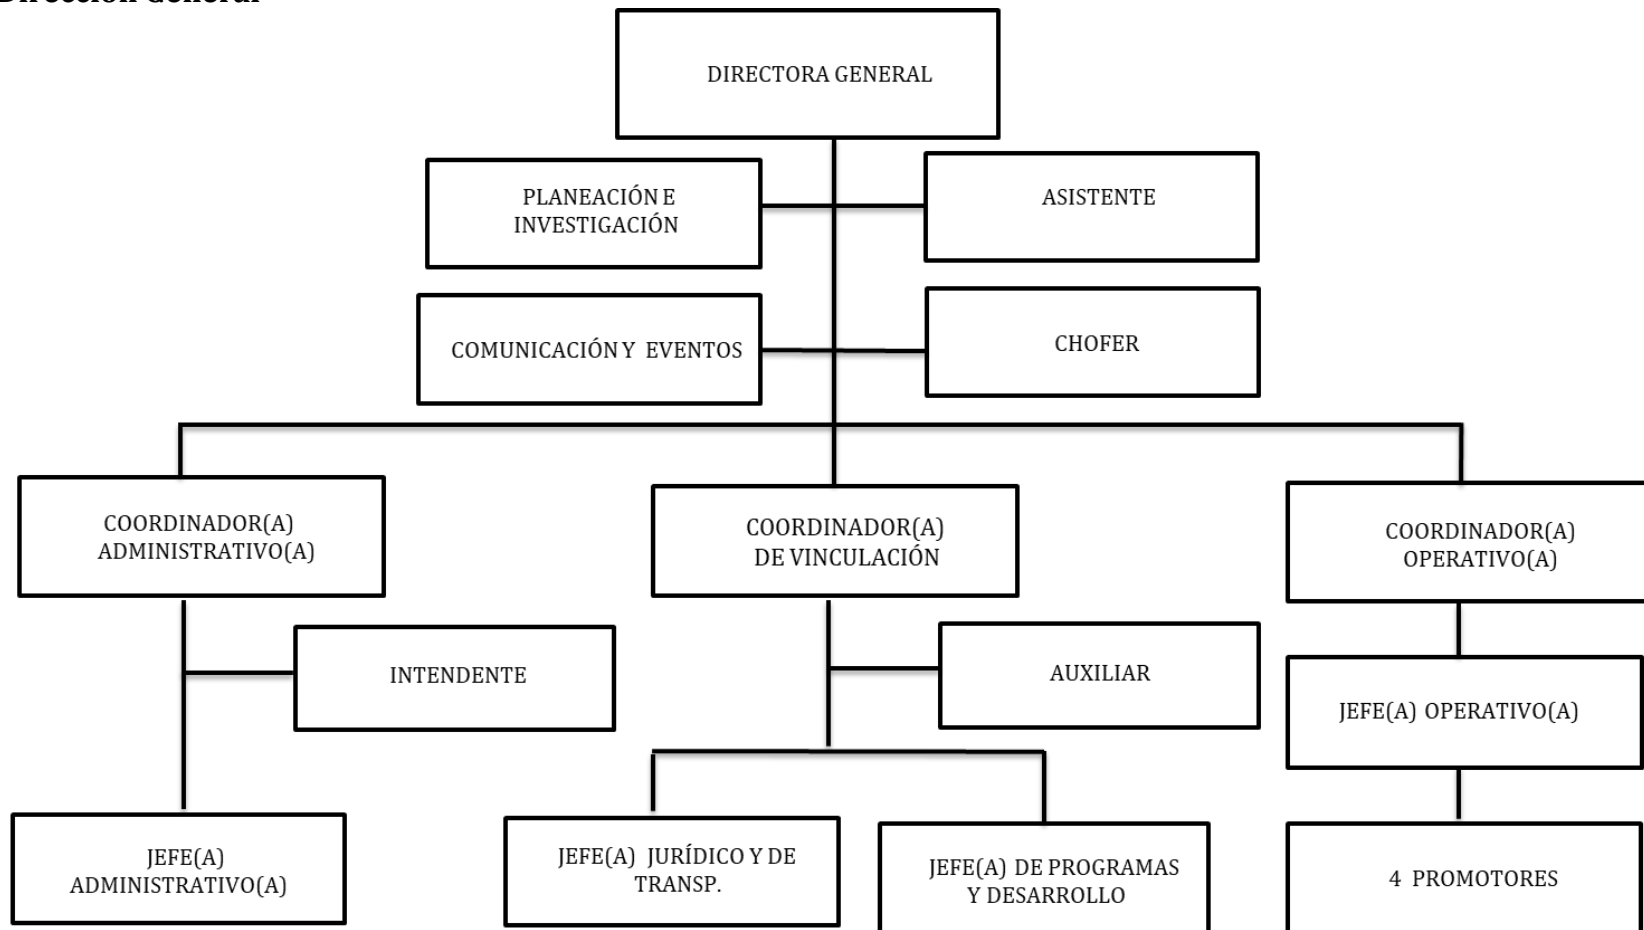 Dirección General
DIRECTORA GENERAL
PLANEACIÓN E
INVESTIGACIÓN
ASISTENTE
COMUNICACIÓN Y EVENTOS
CHOFER
COORDINADOR(A)
ADMINISTRATIVO(A)
COORDINADOR(A)
DE VINCULACIÓN
COORDINADOR(A)
OPERATIVO(A)
INTENDENTE
AUXILIAR
JEFE(A) OPERATIVO(A)
JEFE(A)
ADMINISTRATIVO(A)
JEFE(A) JURÍDICO Y DE
TRANSP.
JEFE(A) DE PROGRAMAS
Y DESARROLLO
4 PROMOTORES